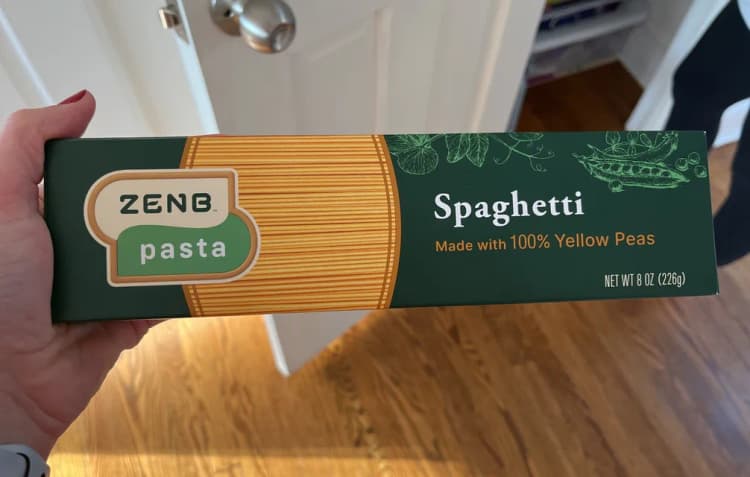 ZENB
pasta
Spaghetti
Made with 100% Yellow Peas
NET WT 8 OZ (226g)